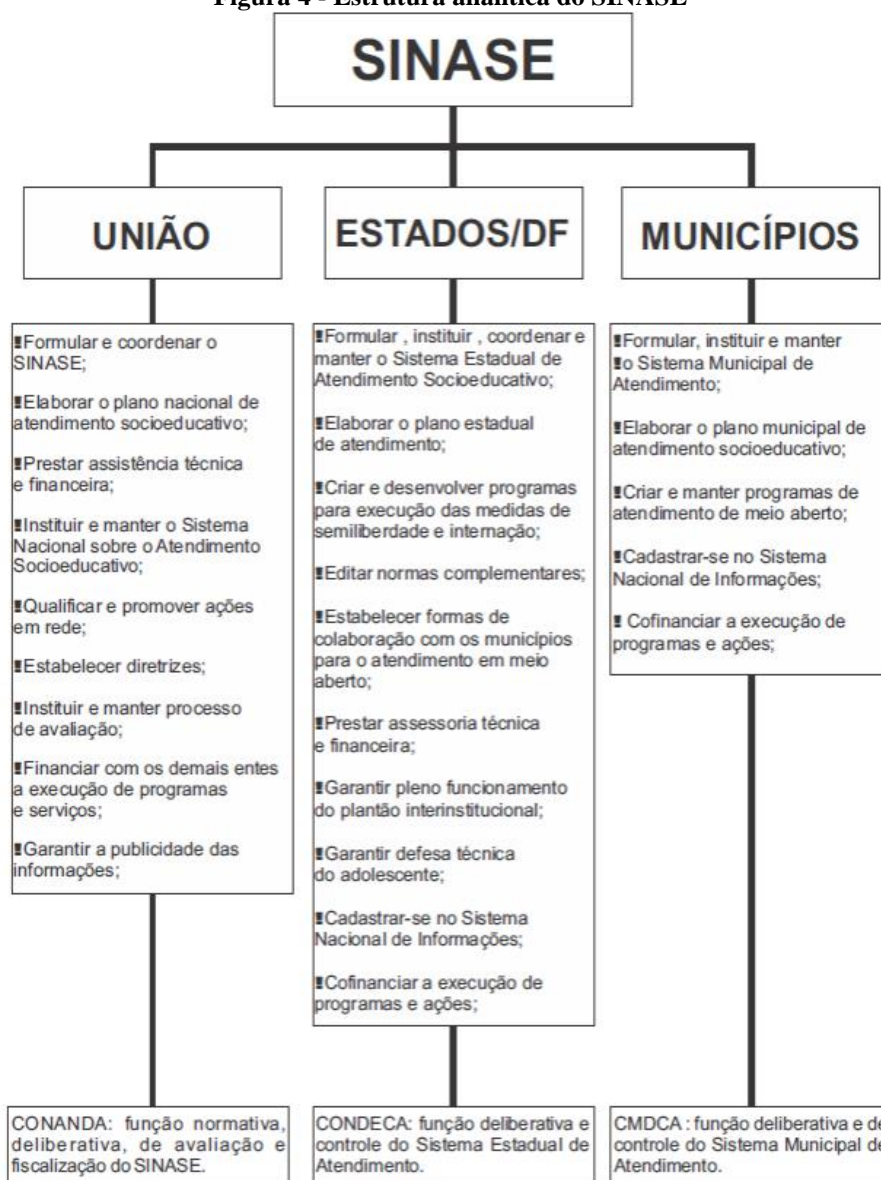 Figura 4 - Estrutura analítica do SINASE
SINASE
UNIÃO
Formular e coordenar o
SINASE;
Elaborar o plano nacional de
atendimento socioeducativo;
Prestar assistência técnica
e financeira;
Instituir e manter o Sistema
Nacional sobre o Atendimento
Socioeducativo;
Qualificar e promover ações
em rede;
Estabelecer diretrizes;
Instituir e manter processo
de avaliação;
Financiar com os demais entes
a execução de programas
e serviços;
Garantir a publicidade das
informações;
CONANDA: função normativa,
deliberativa, de avaliação e
fiscalização do SINASE.
ESTADOS/DF
Formular , instituir , coordenar e
manter o Sistema Estadual de
Atendimento Socioeducativo;
Elaborar o plano estadual
de atendimento;
Criar e desenvolver programas
para execução das medidas de
semiliberdade e internação;
Editar normas complementares;
Estabelecer formas de
colaboração com os municípios
para o atendimento em meio
aberto;
Prestar assessoria técnica
e financeira;
Garantir pleno funcionamento
do plantão interinstitucional;
Garantir defesa técnica
do adolescente;
Cadastrar-se no Sistema
Nacional de Informações;
Cofinanciar a execução de
programas e ações;
CONDECA: função deliberativa e
controle do Sistema Estadual de
Atendimento.
MUNICÍPIOS
Formular, instituir e manter
o Sistema Municipal de
Atendimento;
Elaborar o plano municipal de
atendimento socioeducativo;
Criar e manter programas de
atendimento de meio aberto;
Cadastrar-se no Sistema
Nacional de Informações;
Cofinanciar a execução de
programas e ações;
CMDCA : função deliberativa e de
controle do Sistema Municipal de
Atendimento.